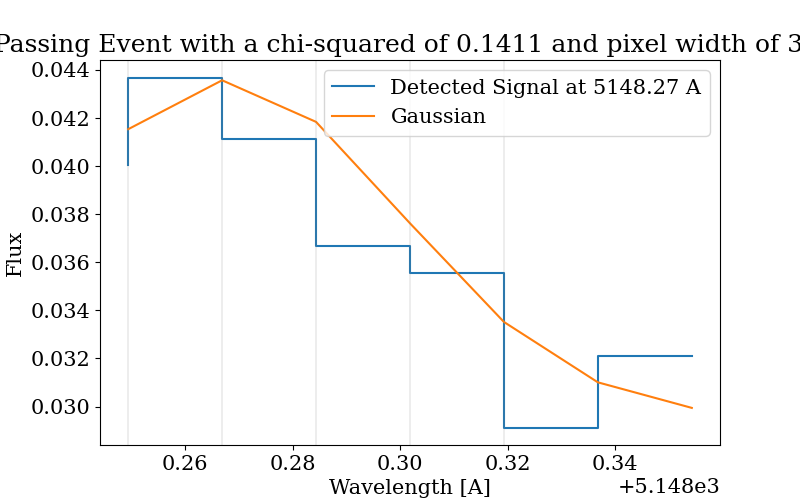 Passing Event with a chi-squared of 0.1411 and pixel width of 3
Detected Signal at 5148.27 A
Gaussian
Flux
0.044
0.042
0.040
0.038
0.036
0.034
0.032
0.030
0.26 0.28 0.30 0.32 0.34
+5.148e3
Wavelength [A]